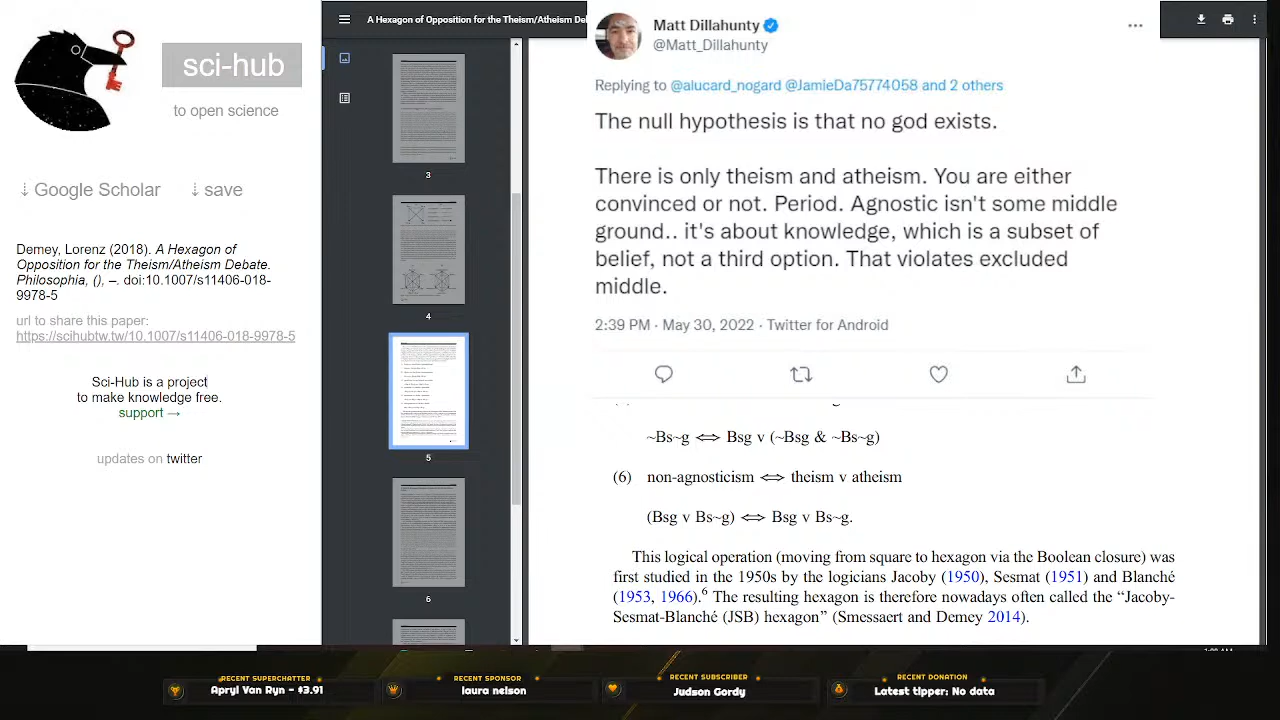 sci-hub
to open science
⇣ Google Scholar
⇣ save
Demey, Lorenz (2018). A Hexagon of
Opposition for the Theism/Atheism Debate.
Philosophia, (), –. doi:10.1007/s11406-018-
9978-5
url to share this paper:
https://scihubtw.tw/10.1007/s11406-018-9978-5
Sci-Hub is a project
to make knowledge free.
support →
updates on twitter
A Hexagon of Opposition for the Theism/Atheism Del
3
4
5
6
Matt Dillahunty
@Matt_Dillahunty
Replying to @alucard_nogard @JamieDa75774058 and 2 others
The null hypothesis is that no god exists.
There is only theism and atheism. You are either
convinced or not. Period. Agnostic isn't some middle
ground.. it's about knowledge, which is a subset of
belief, not a third option. That violates excluded
middle.
2:39 PM · May 30, 2022 · Twitter for Android
~Bs~g ⟺ Bsg ∨ (~Bsg & ~Bs~g)
(6) non-agnosticism ⟺ theism ∨ atheism
(Bsg ∨ Bs~g) ⟺ Bsg ∨ Bs~g.
This logical operation (moving from square to hexagon via the Boolean closure) was
first studied in the 1950s by the logicians Jacoby (1950), Sesmat (1951) and Blanché
(1953, 1966).6 The resulting hexagon is therefore nowadays often called the “Jacoby-
Sesmat-Blanché (JSB) hexagon” (Smessaert and Demey 2014).
RECENT SUPERCHATTER
Apryl Van Ryn - $3.91
RECENT SPONSOR
laura nelson
RECENT SUBSCRIBER
Judson Gordy
RECENT DONATION
Latest tipper: No data